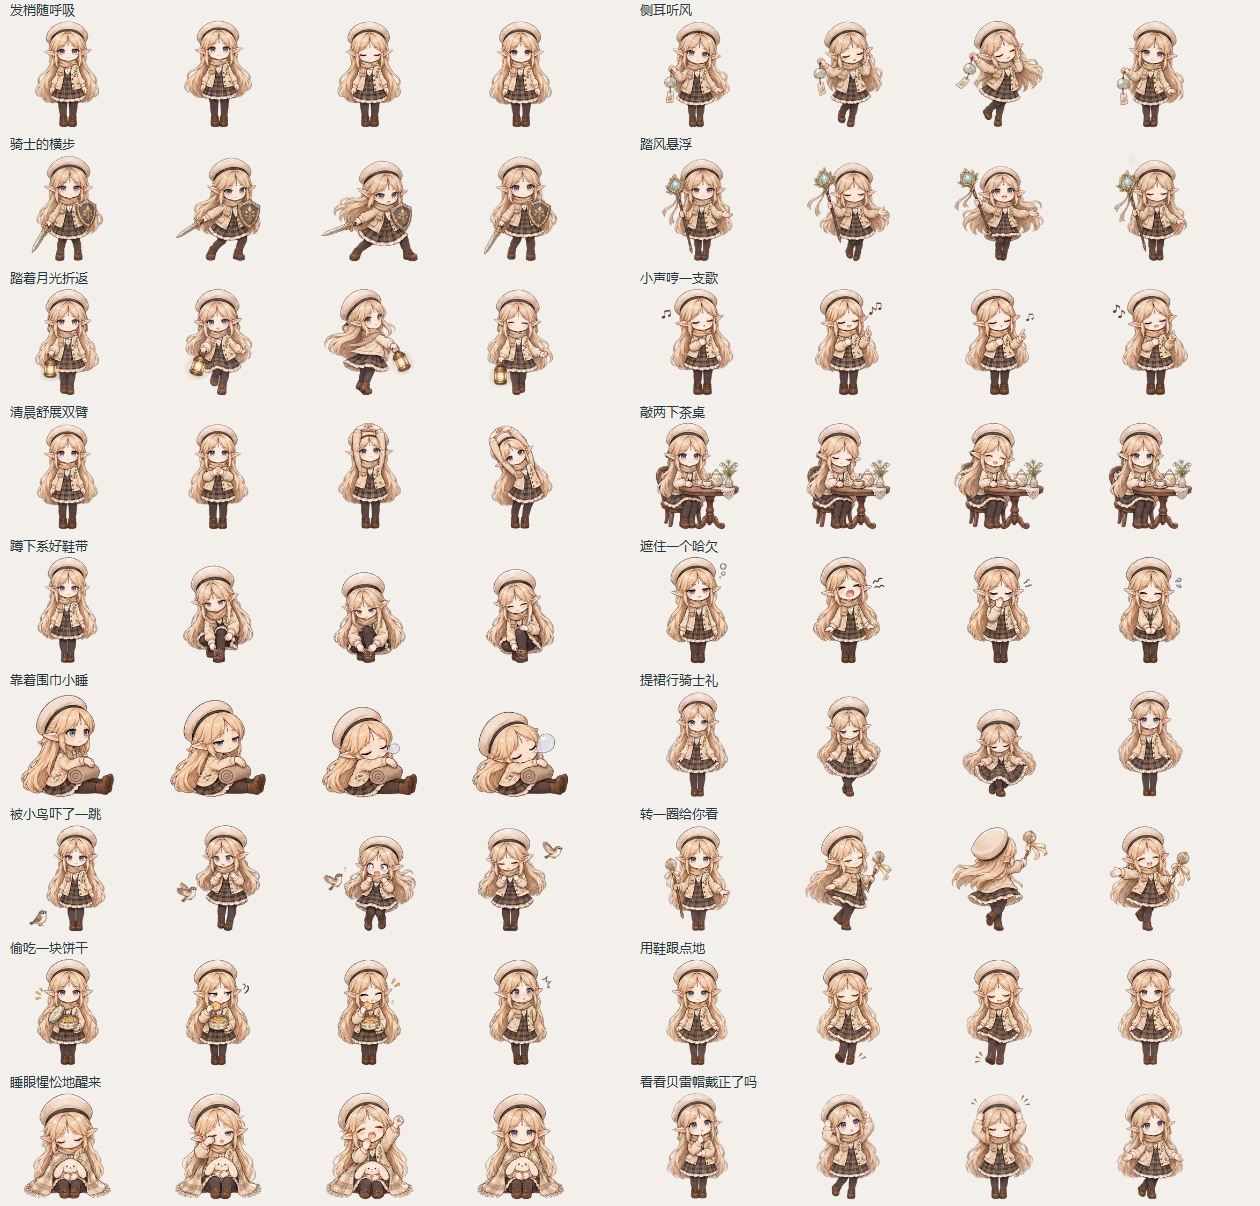 发梢随呼吸
侧耳听风
骑士的横步
踏风悬浮
踏着月光折返
小声哼一支歌
清晨舒展双臂
敲两下茶桌
蹲下系好鞋带
遮住一个哈欠
靠着围巾小睡
提裙行骑士礼
被小鸟吓了一跳
转一圈给你看
偷吃一块饼干
用鞋跟点地
睡眼惺忪地醒来
看看贝雷帽戴正了吗